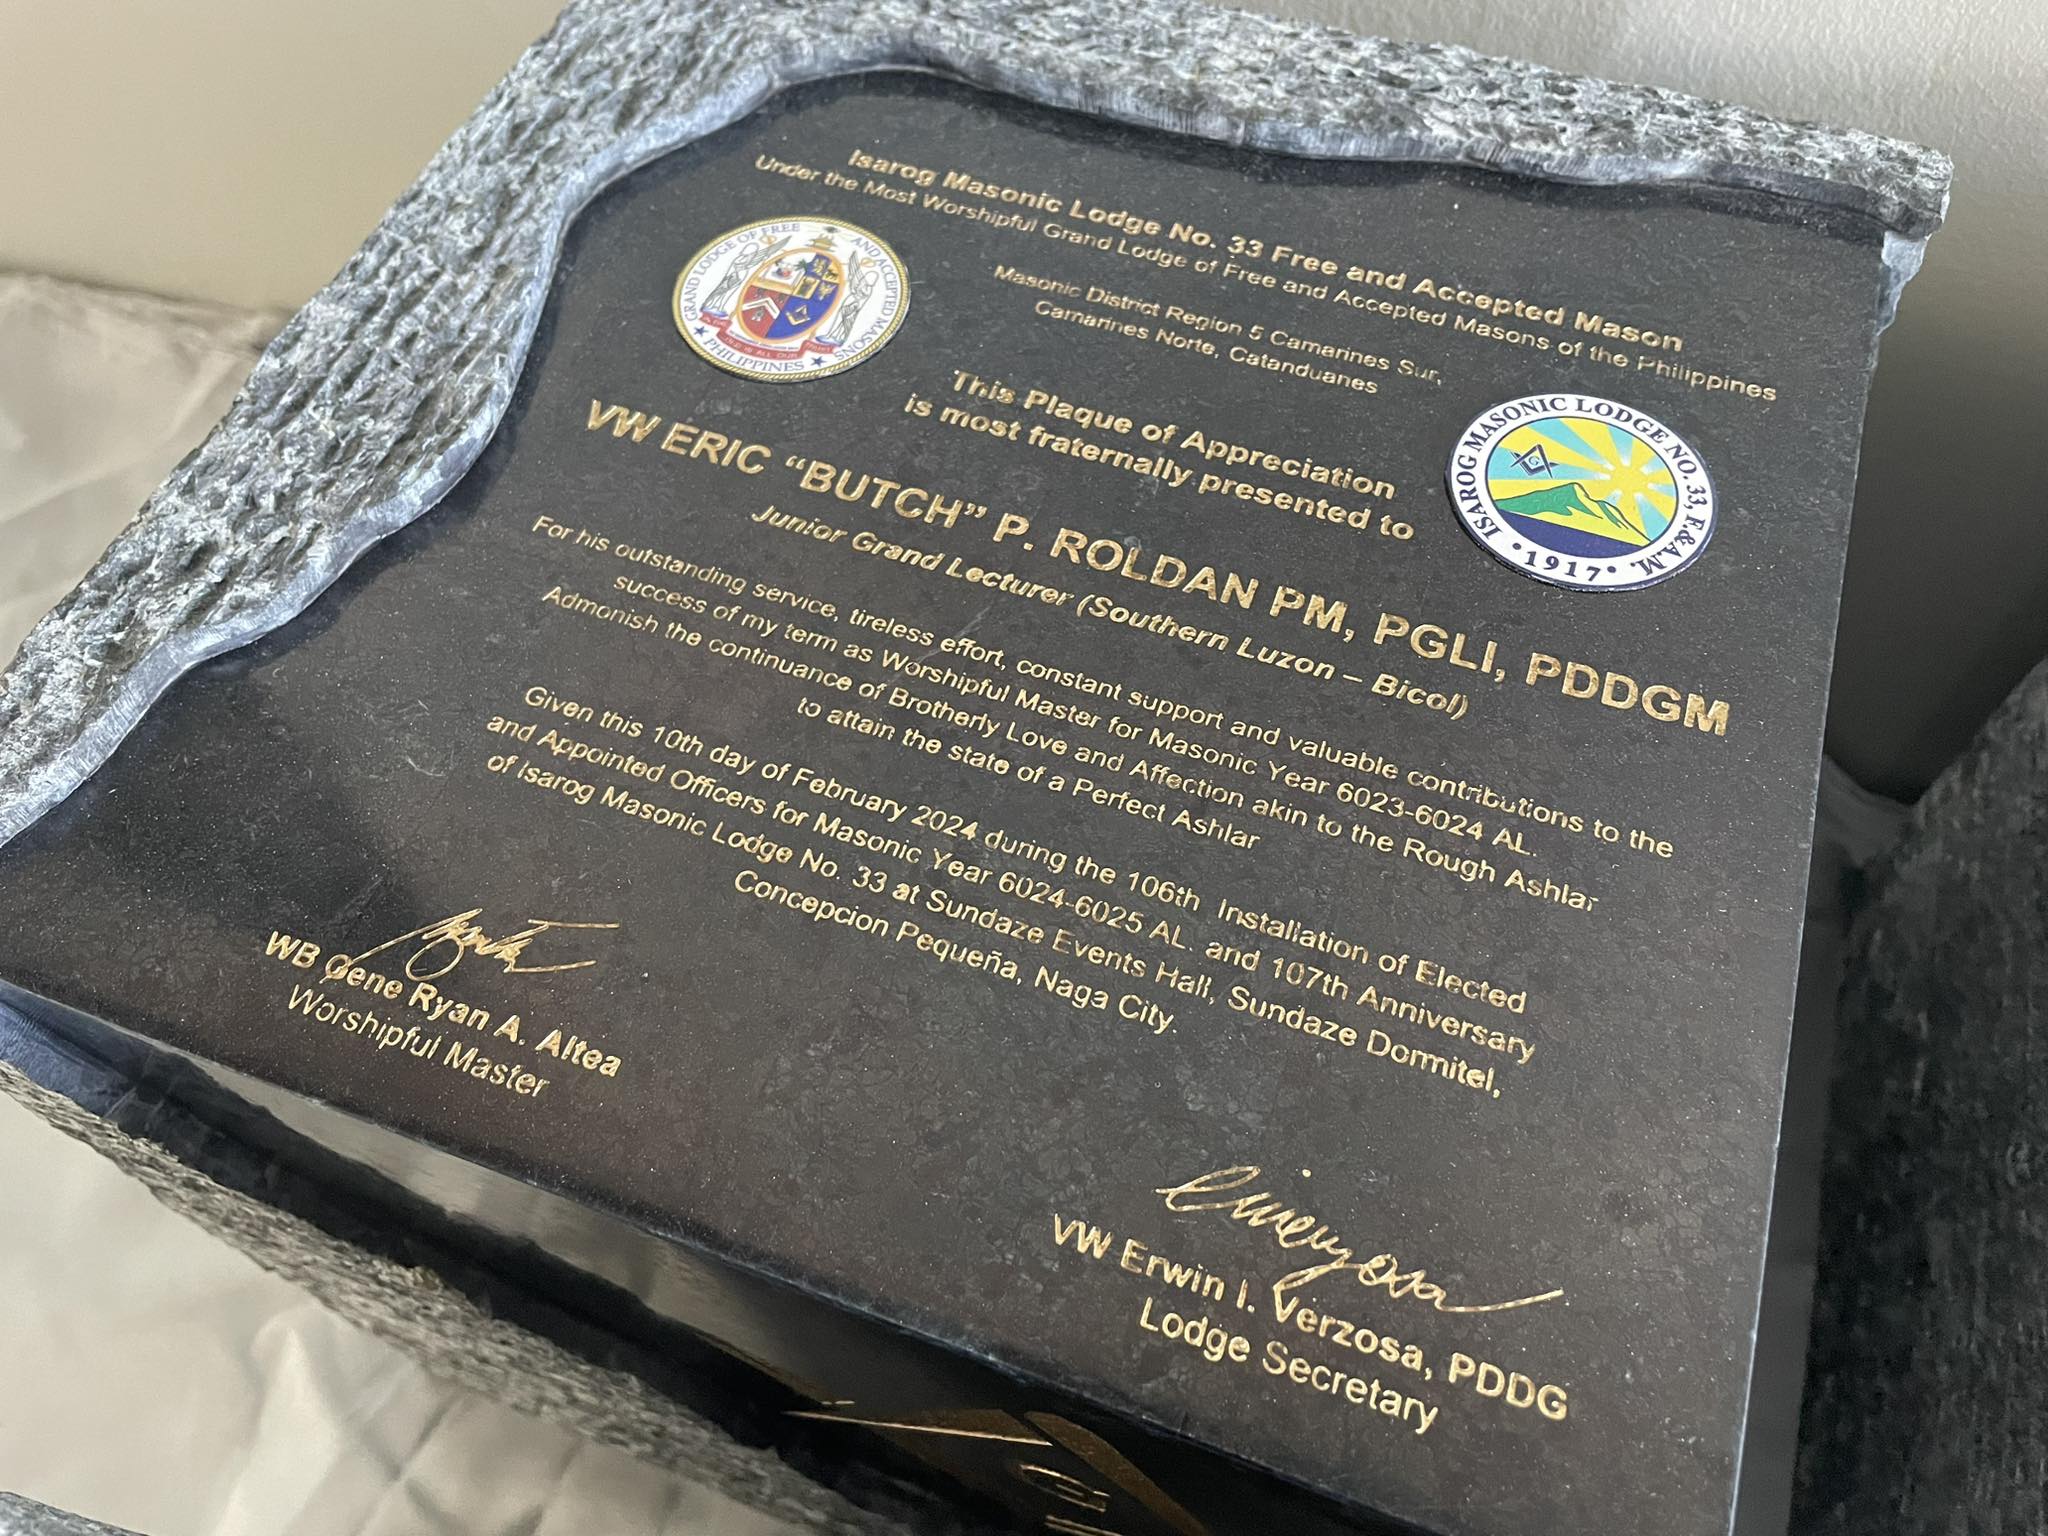 Isarog Masonic Lodge No. 33 Free and Accepted Mason
Under the Most Worshipful Grand Lodge of Free and Accepted Masons of the Philippines
Masonic District Region 5 Camarines Sur,
Camarines Norte, Catanduanes
GRAND LODGE OF FREE AND ACCEPTED MASONS
PHILIPPINES
This Plaque of Appreciation
is most fraternally presented to
ISAROG MASONIC LODGE NO. 33, F.&A.M.
G
• 1917 •
VW ERIC “BUTCH” P. ROLDAN PM, PGLI, PDDGM
Junior Grand Lecturer (Southern Luzon – Bicol)
For his outstanding service, tireless effort, constant support and valuable contributions to the
success of my term as Worshipful Master for Masonic Year 6023-6024 AL.
Admonish the continuance of Brotherly Love and Affection akin to the Rough Ashlar
to attain the state of a Perfect Ashlar
Given this 10th day of February 2024 during the 106th Installation of Elected
and Appointed Officers for Masonic Year 6024-6025 AL. and 107th Anniversary
of Isarog Masonic Lodge No. 33 at Sundaze Events Hall, Sundaze Dormitel,
Concepcion Pequeña, Naga City.
WB Gene Ryan A. Altea
Worshipful Master
VW Erwin I. Verzosa, PDDG
Lodge Secretary